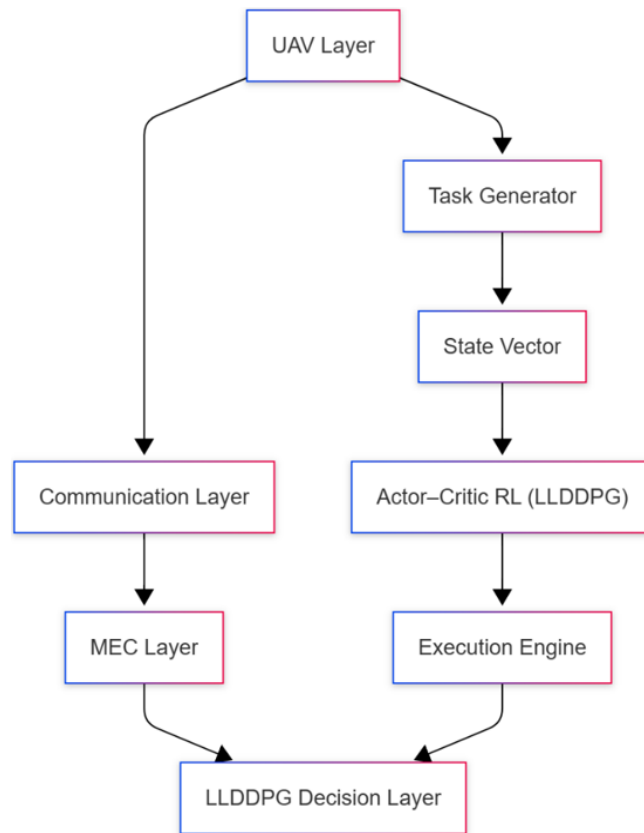 UAV Layer
Task Generator
State Vector
Communication Layer
Actor–Critic RL (LLDDPG)
MEC Layer
Execution Engine
LLDDPG Decision Layer